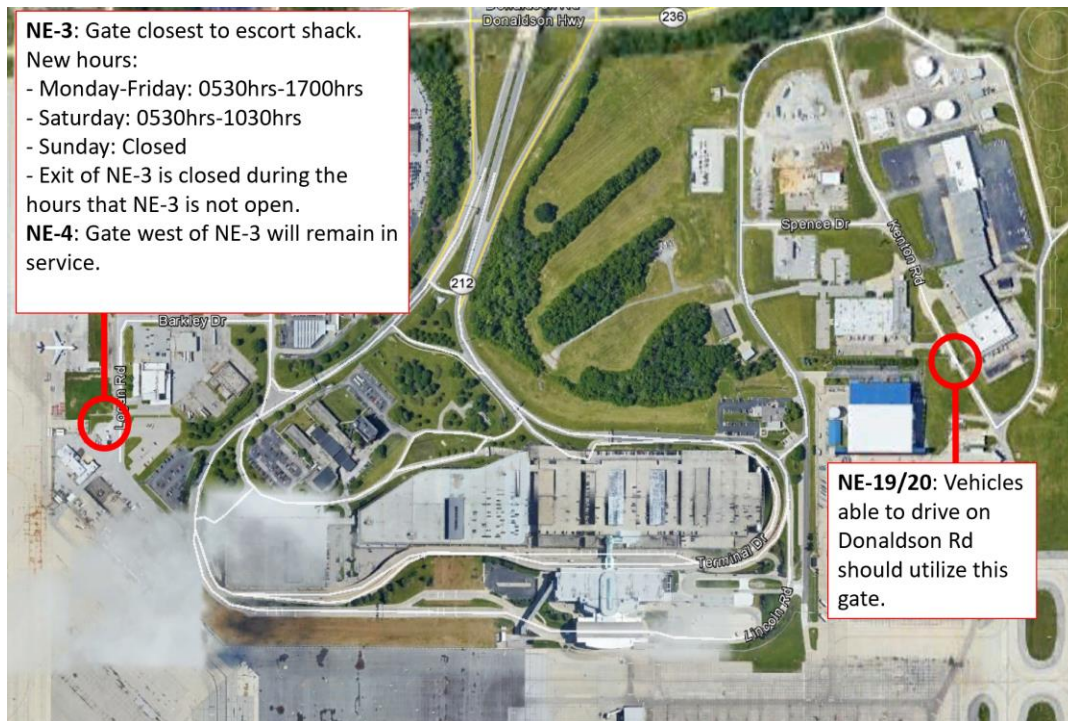 NE-3: Gate closest to escort shack.
New hours:
- Monday-Friday: 0530hrs-1700hrs
- Saturday: 0530hrs-1030hrs
- Sunday: Closed
- Exit of NE-3 is closed during the
hours that NE-3 is not open.
NE-4: Gate west of NE-3 will remain in
service.
Donaldson Hwy
236
212
Spence Dr
Kenton Rd
Barkley Dr
Logan Rd
Terminal Dr
Lincoln Rd
NE-19/20: Vehicles
able to drive on
Donaldson Rd
should utilize this
gate.